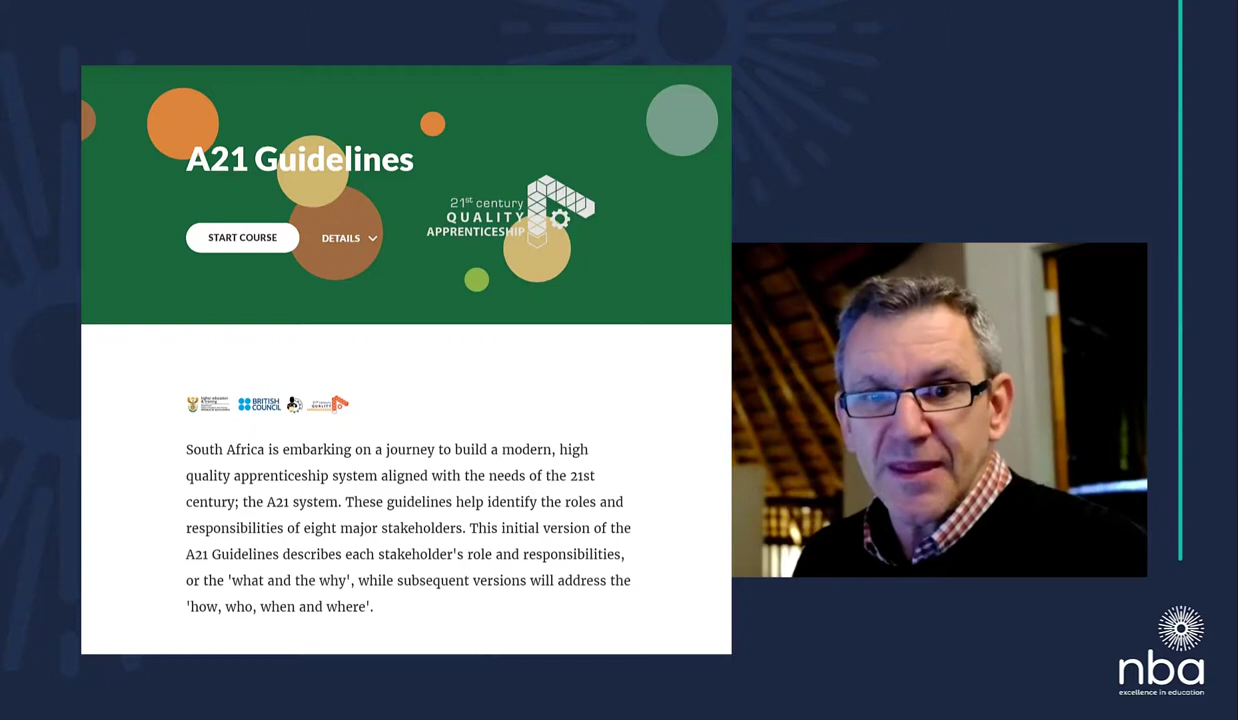 A21 Guidelines
START COURSE
DETAILS
21st century
QUALITY
APPRENTICESHIP
higher education
& training
BRITISH
COUNCIL
QUALITY
South Africa is embarking on a journey to build a modern, high
quality apprenticeship system aligned with the needs of the 21st
century; the A21 system. These guidelines help identify the roles and
responsibilities of eight major stakeholders. This initial version of the
A21 Guidelines describes each stakeholder's role and responsibilities,
or the 'what and the why', while subsequent versions will address the
'how, who, when and where'.
nba
excellence in education